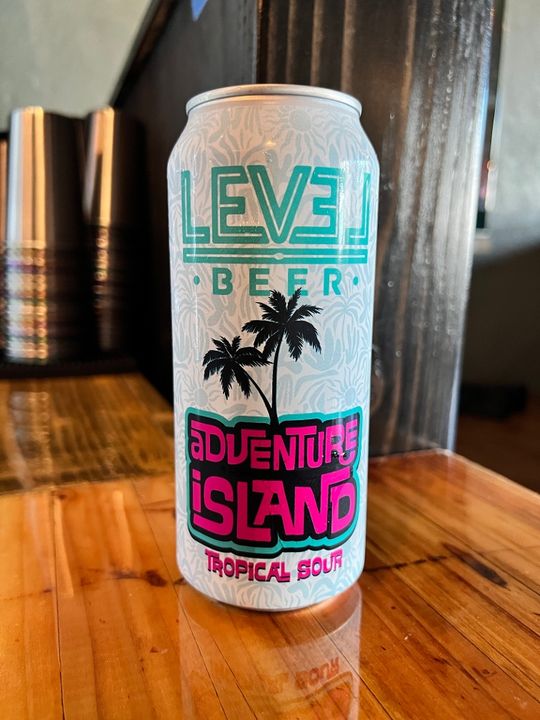 LEVEL
·BEER·
aDVENTURE
iSLAND
TROPICAL SOUR